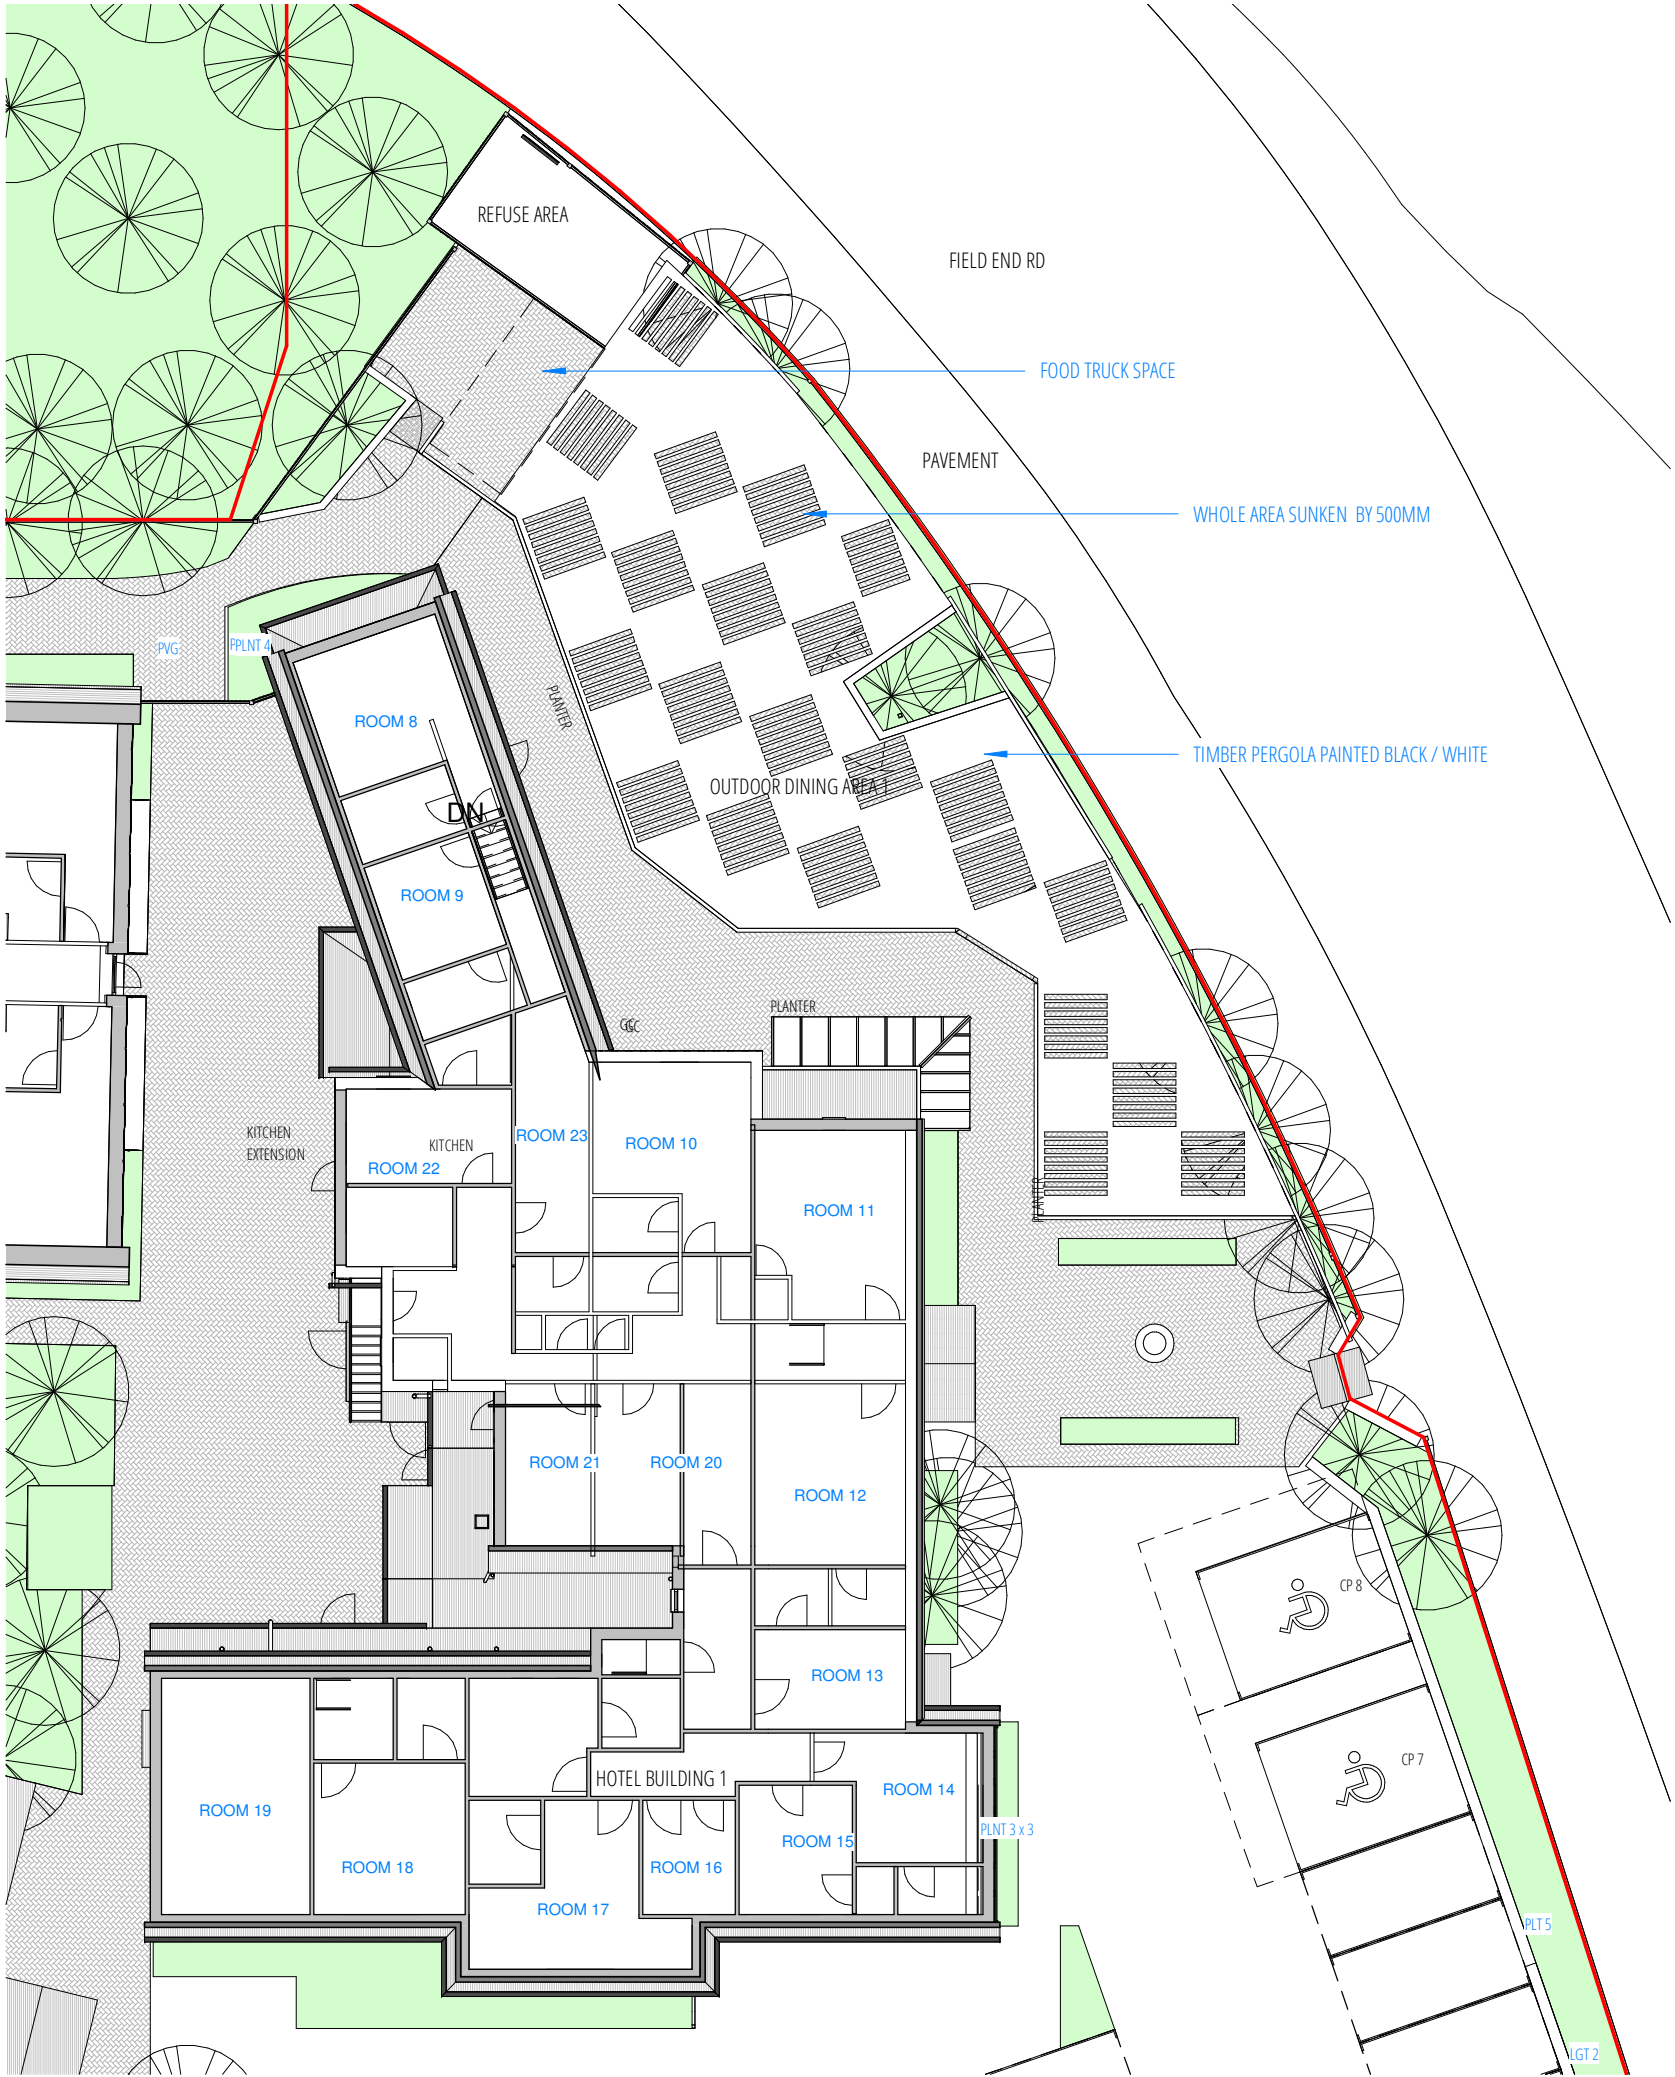 REFUSE AREA
FIELD END RD
FOOD TRUCK SPACE
PAVEMENT
WHOLE AREA SUNKEN BY 500MM
PVG
PLNT 4
PLANTER
ROOM 8
TIMBER PERGOLA PAINTED BLACK / WHITE
OUTDOOR DINING AREA 1
DN
ROOM 9
PLANTER
KITCHEN
EXTENSION
KITCHEN
ROOM 22
ROOM 23
ROOM 10
ROOM 11
PLANTER
ROOM 21
ROOM 20
ROOM 12
CP 8
ROOM 13
CP 7
HOTEL BUILDING 1
ROOM 14
ROOM 19
ROOM 15
PLNT 3 x 3
ROOM 18
ROOM 16
ROOM 17
PLT 5
LGT 2